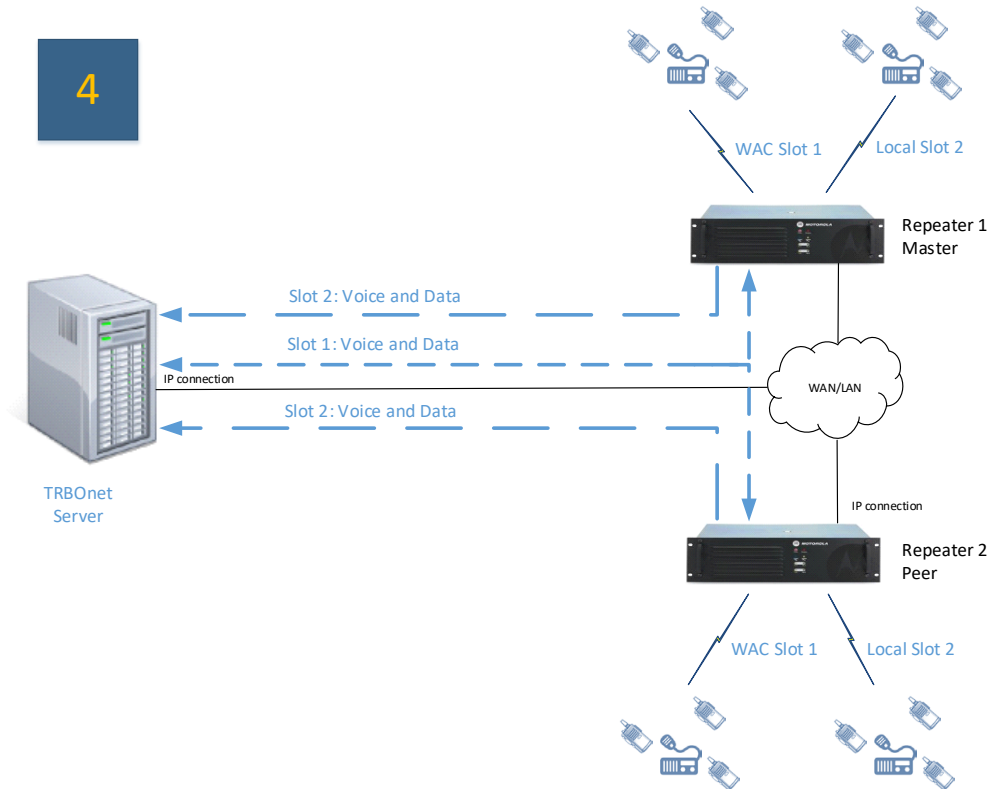 4
WAC Slot 1
Local Slot 2
MOTOROLA
Repeater 1
Master
Slot 2: Voice and Data
Slot 1: Voice and Data
IP connection
WAN/LAN
Slot 2: Voice and Data
TRBOnet
Server
IP connection
MOTOROLA
Repeater 2
Peer
WAC Slot 1
Local Slot 2